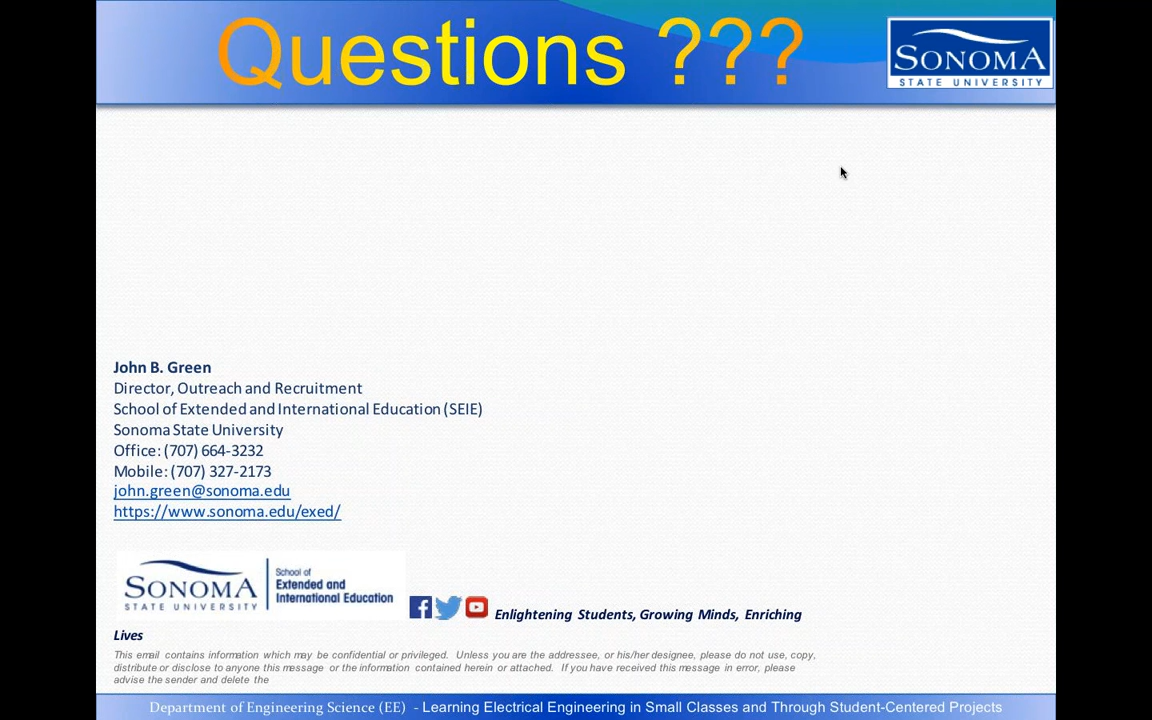 Questions ???
SONOMA
STATE UNIVERSITY
John B. Green
Director, Outreach and Recruitment
School of Extended and International Education (SEIE)
Sonoma State University
Office: (707) 664-3232
Mobile: (707) 327-2173
john.green@sonoma.edu
https://www.sonoma.edu/exed/
SONOMA
STATE UNIVERSITY
School of
Extended and
International Education
Enlightening Students, Growing Minds, Enriching
Lives
This email contains information which may be confidential or privileged. Unless you are the addressee, or his/her designee, please do not use, copy,
distribute or disclose to anyone this message or the information contained herein or attached. If you have received this message in error, please
advise the sender and delete the
Department of Engineering Science (EE) - Learning Electrical Engineering in Small Classes and Through Student-Centered Projects